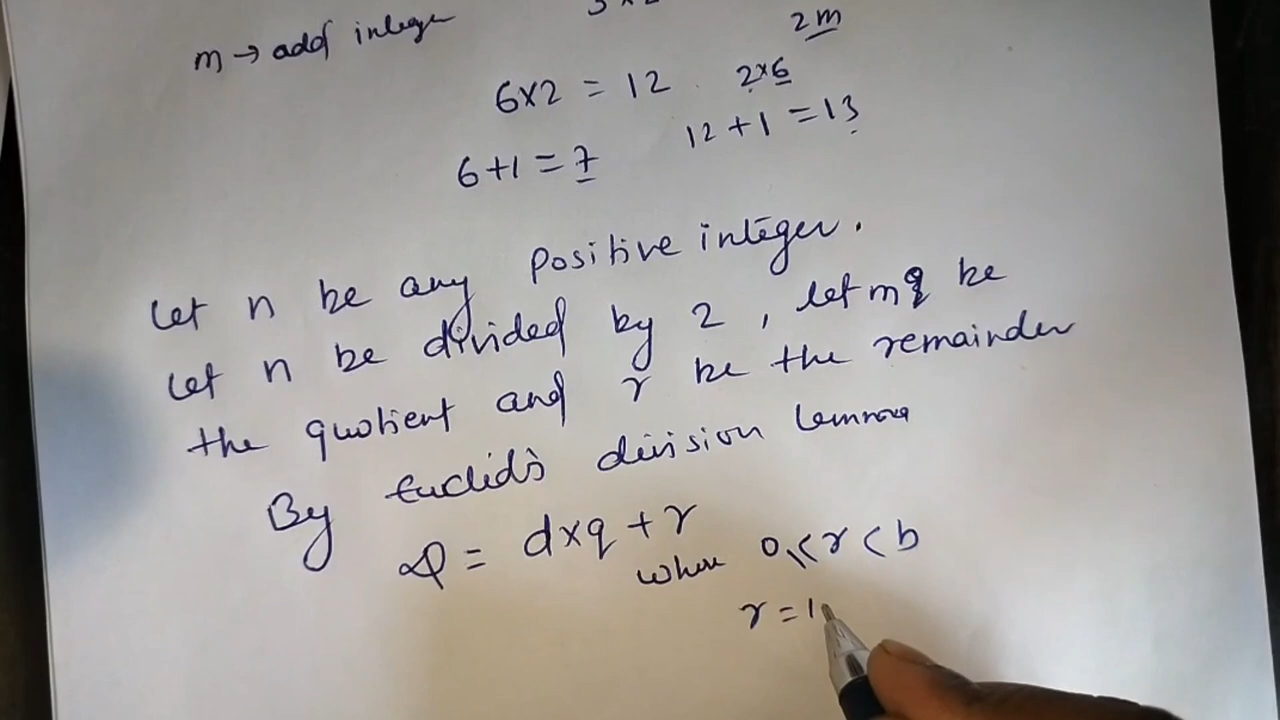 m → add integer
2m
6×2 = 12
2×6
6+1 = 7
12+1 = 13
Let n be any positive integer.
Let n be divided by 2, let m q be
the quotient and r be the remainder
By Euclid's division lemma
= d×q + r
where 0 ≤ r < b
r = 1